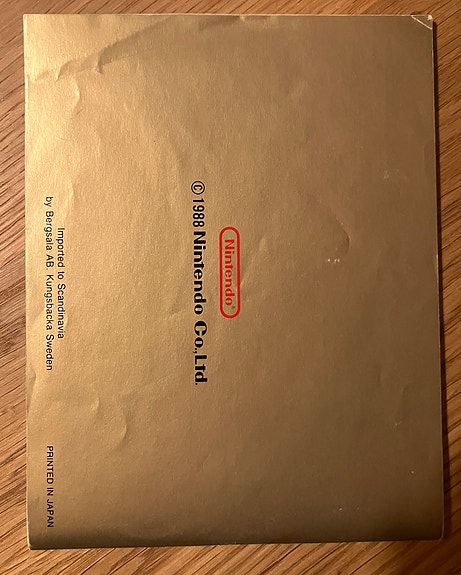 Nintendo®
© 1988 Nintendo Co.,Ltd.
Imported to Scandinavia
by Bergsala AB Kungsbacka Sweden
PRINTED IN JAPAN